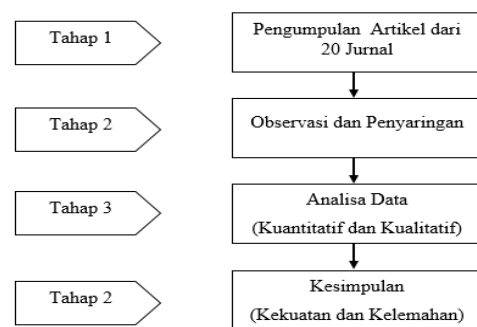 Tahap 1
Pengumpulan Artikel dari
20 Jurnal
Tahap 2
Observasi dan Penyaringan
Tahap 3
Analisa Data
(Kuantitatif dan Kualitatif)
Tahap 2
Kesimpulan
(Kekuatan dan Kelemahan)